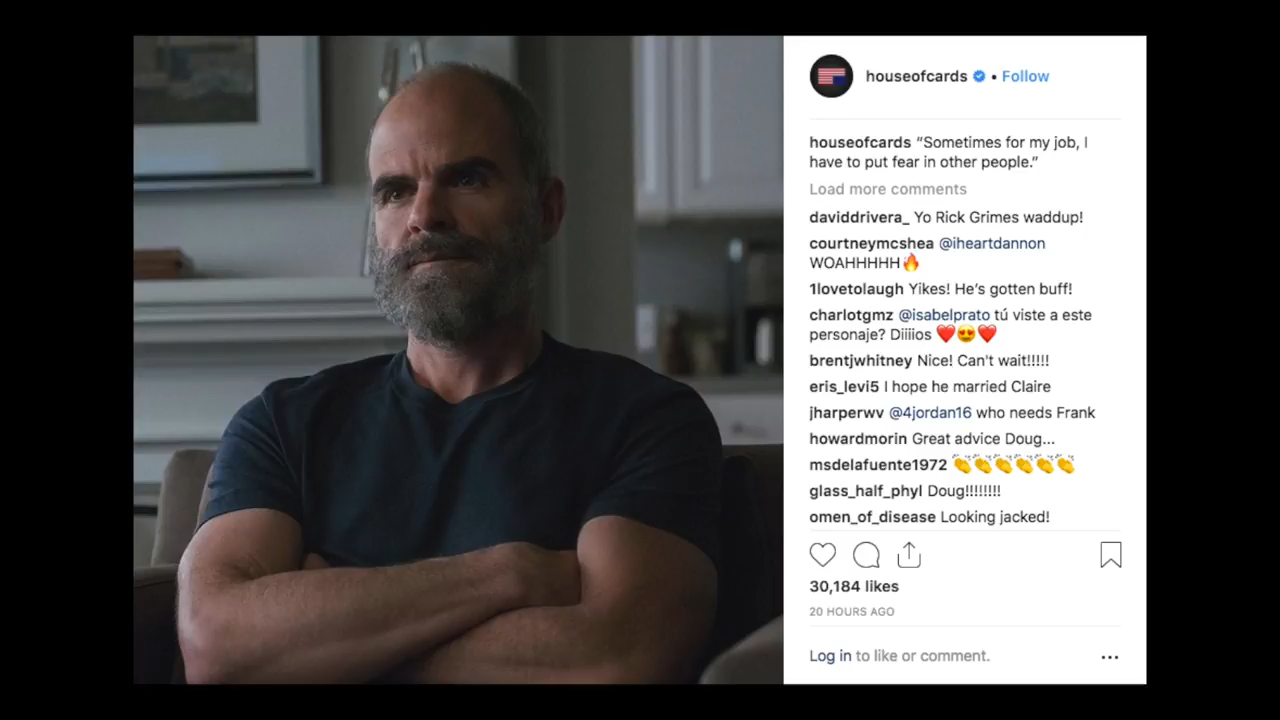 houseofcards • Follow
houseofcards “Sometimes for my job, I
have to put fear in other people.”
Load more comments
daviddrivera_ Yo Rick Grimes waddup!
courtneymcshea @iheartdannon
WOAHHHHH🔥
1lovetolaugh Yikes! He’s gotten buff!
charlotgmz @isabelprato tú viste a este
personaje? Diiiios ❤️😍❤️
brentjwhitney Nice! Can't wait!!!!!
eris_levi5 I hope he married Claire
jharperwv @4jordan16 who needs Frank
howardmorin Great advice Doug...
msdelafuente1972 👏👏👏👏👏👏
glass_half_phyl Doug!!!!!!!!
omen_of_disease Looking jacked!
30,184 likes
20 HOURS AGO
Log in to like or comment.